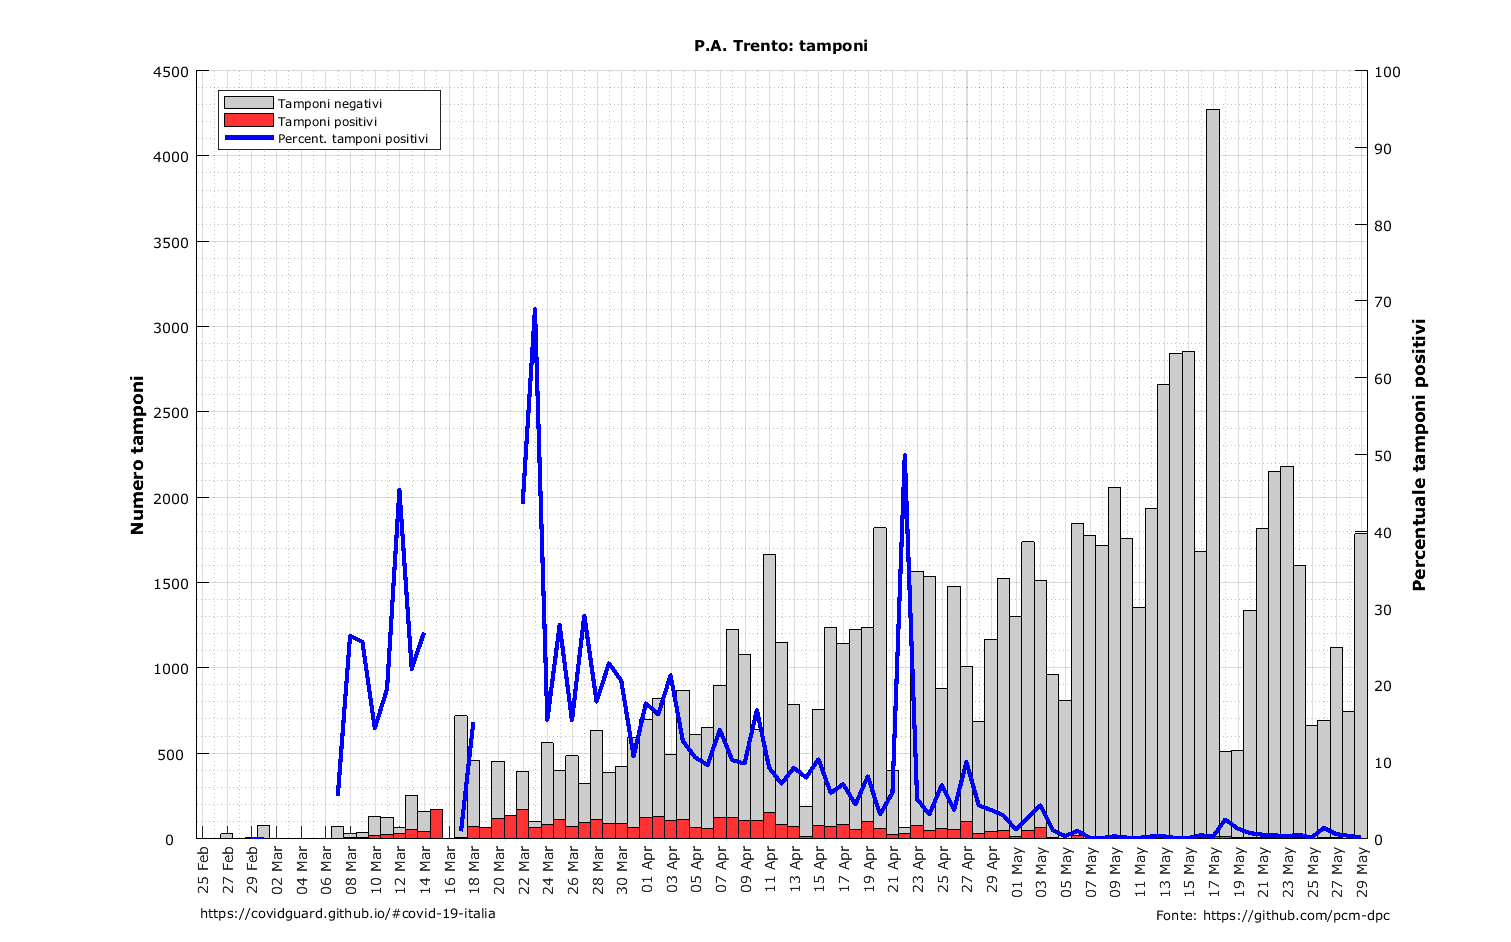 P.A. Trento: tamponi
Tamponi negativi
Tamponi positivi
Percent. tamponi positivi
Numero tamponi
4500
4000
3500
3000
2500
2000
1500
1000
500
0
Percentuale tamponi positivi
100
90
80
70
60
50
40
30
20
10
0
25 Feb
27 Feb
29 Feb
02 Mar
04 Mar
06 Mar
08 Mar
10 Mar
12 Mar
14 Mar
16 Mar
18 Mar
20 Mar
22 Mar
24 Mar
26 Mar
28 Mar
30 Mar
01 Apr
03 Apr
05 Apr
07 Apr
09 Apr
11 Apr
13 Apr
15 Apr
17 Apr
19 Apr
21 Apr
23 Apr
25 Apr
27 Apr
29 Apr
01 May
03 May
05 May
07 May
09 May
11 May
13 May
15 May
17 May
19 May
21 May
23 May
25 May
27 May
29 May
https://covidguard.github.io/#covid-19-italia
Fonte: https://github.com/pcm-dpc